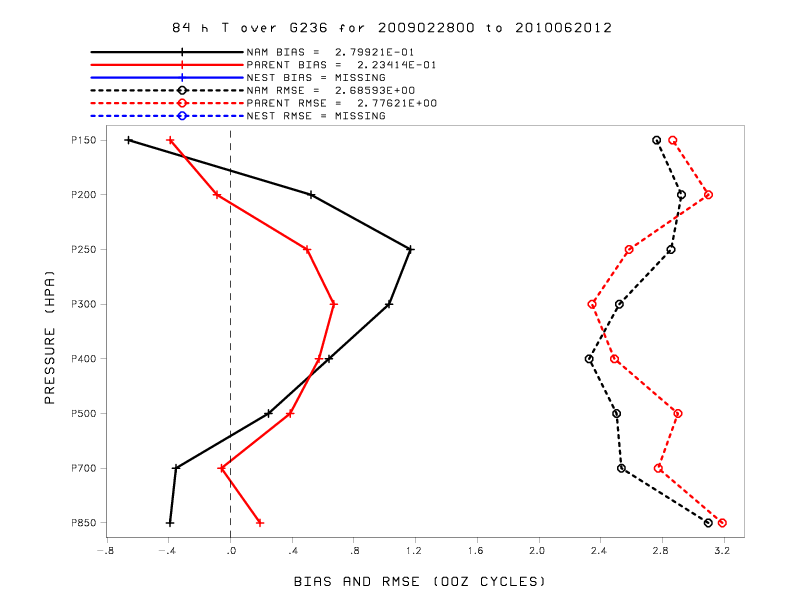 84 h T over G236 for 2009022800 to 2010062012
NAM BIAS = 2.79921E-01
PARENT BIAS = 2.23414E-01
NEST BIAS = MISSING
NAM RMSE = 2.68593E+00
PARENT RMSE = 2.77621E+00
NEST RMSE = MISSING
P150
P200
P250
P300
P400
P500
P700
P850
PRESSURE (HPA)
-.8 -.4 .0 .4 .8 1.2 1.6 2.0 2.4 2.8 3.2
BIAS AND RMSE (00Z CYCLES)